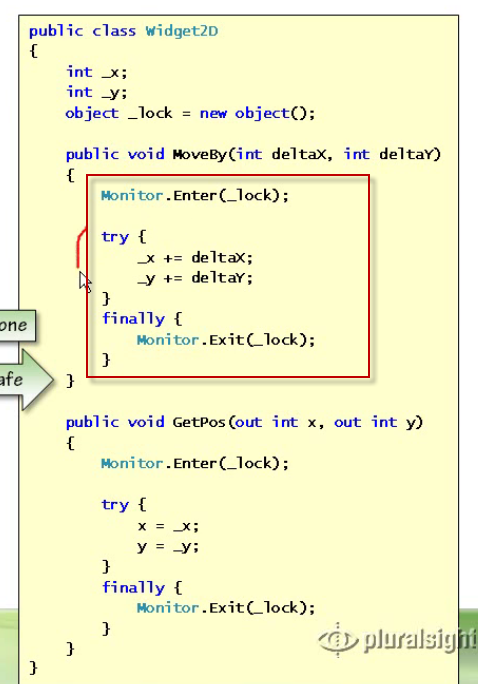 public class Widget2D
{
int _x;
int _y;
object _lock = new object();
public void MoveBy(int deltaX, int deltaY)
{
Monitor.Enter(_lock);
try {
_x += deltaX;
_y += deltaY;
}
finally {
Monitor.Exit(_lock);
}
}
public void GetPos(out int x, out int y)
{
Monitor.Enter(_lock);
try {
x = _x;
y = _y;
}
finally {
Monitor.Exit(_lock);
}
}
}
one
afe
pluralsight